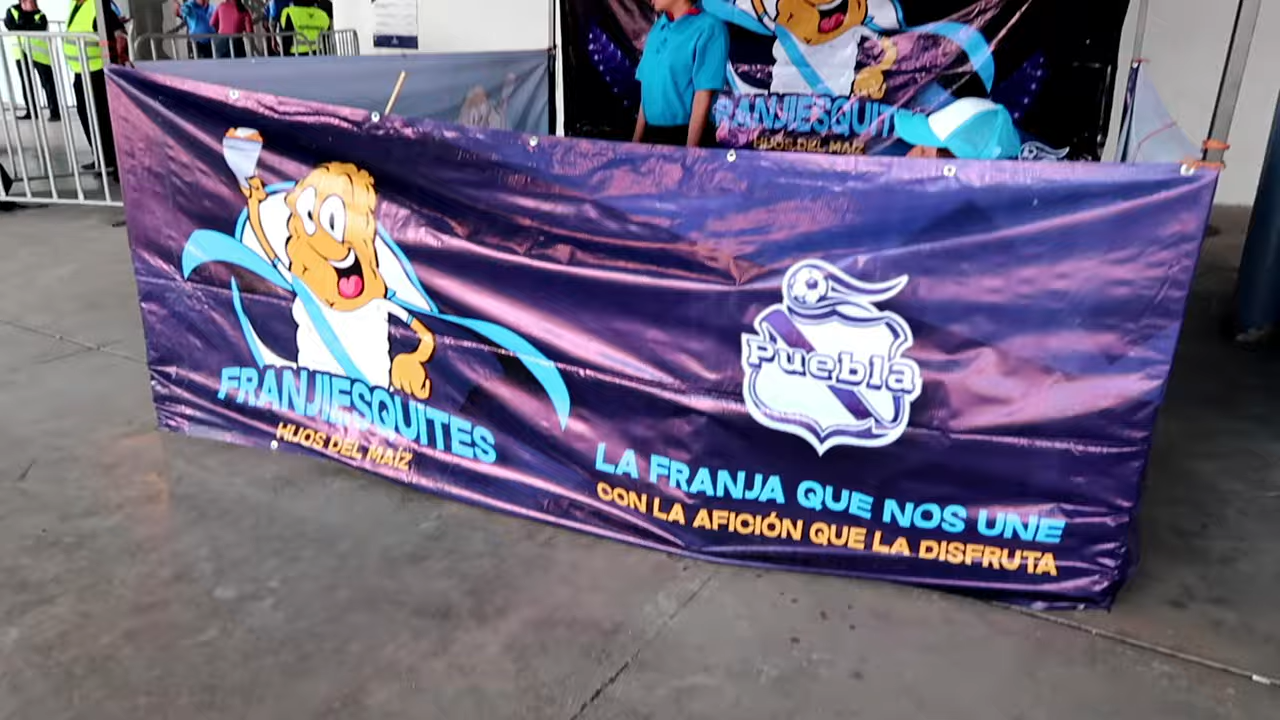 FRANJIESQUIT
HIJOS DEL MAÍZ
FRANJIESQUITES
HIJOS DEL MAÍZ
Puebla
LA FRANJA QUE NOS UNE
CON LA AFICIÓN QUE LA DISFRUTA